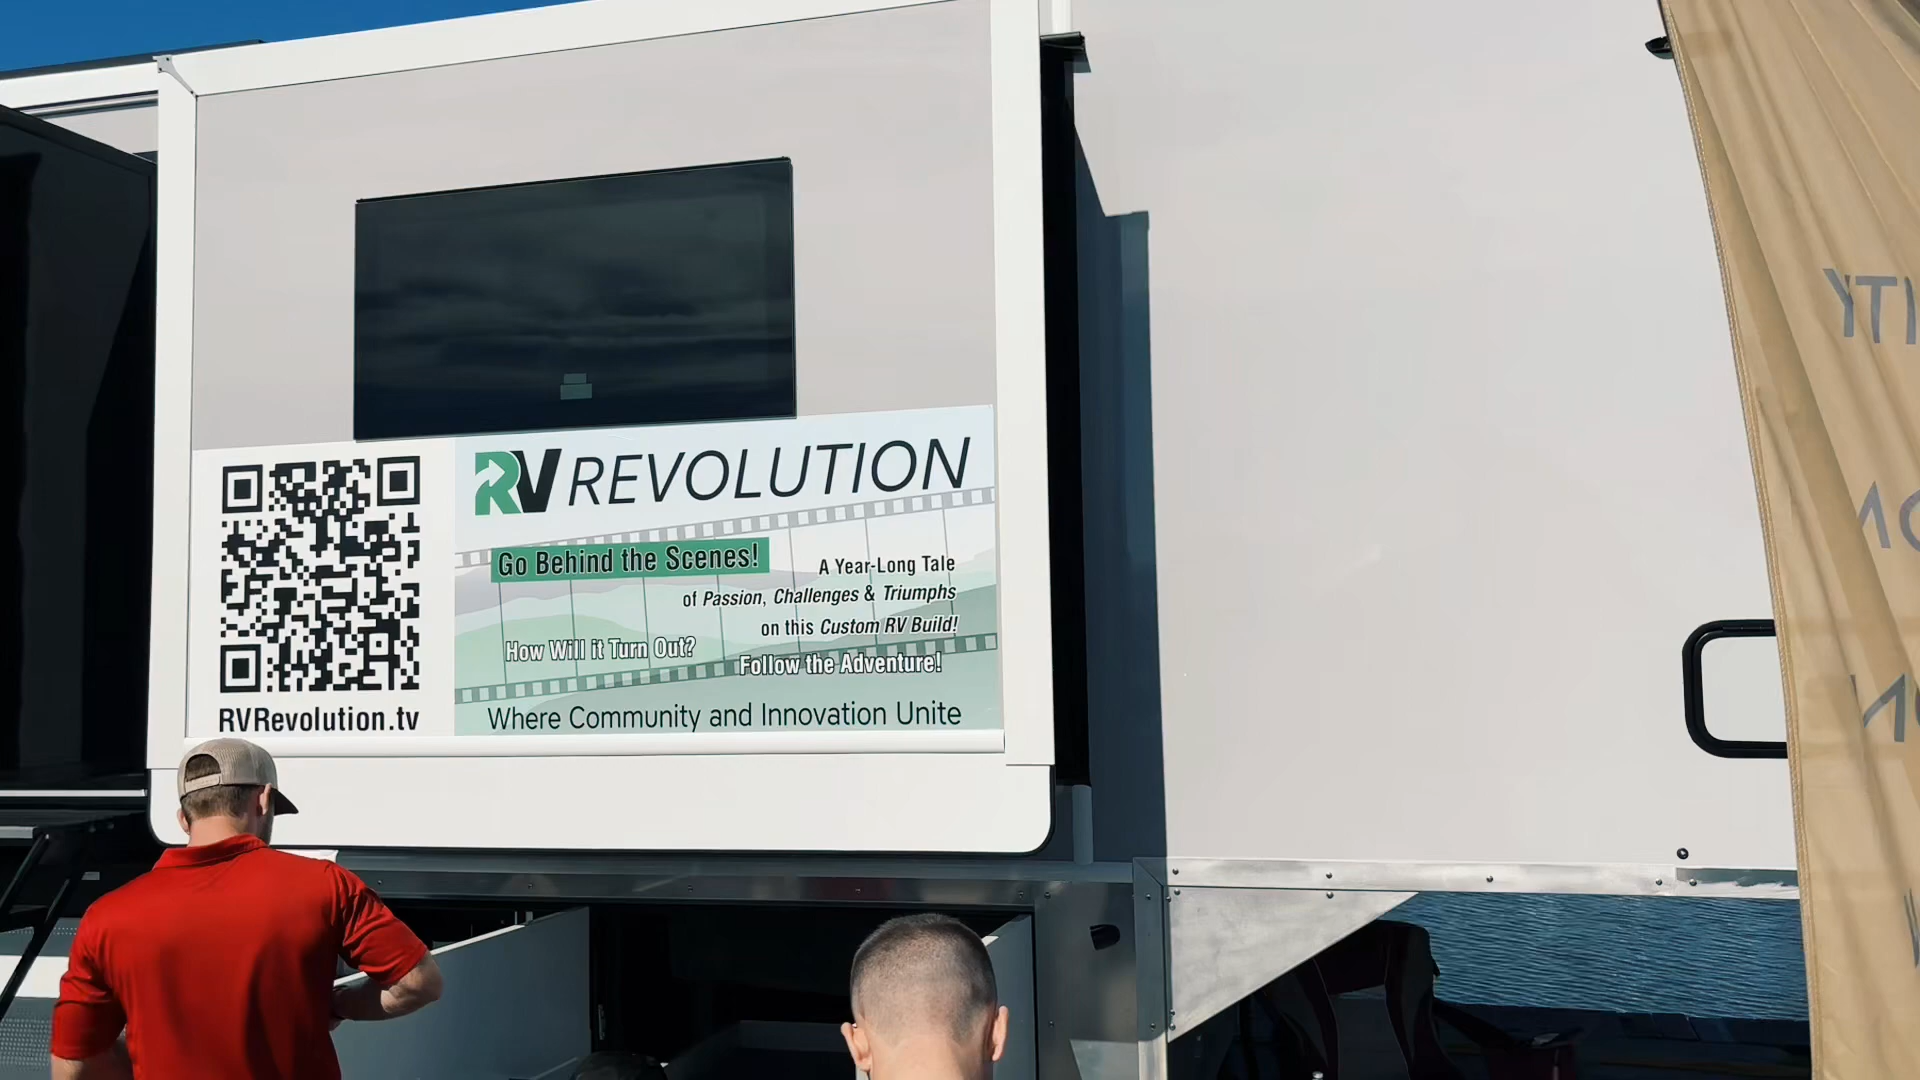 RV REVOLUTION
Go Behind the Scenes!
A Year-Long Tale
of Passion, Challenges & Triumphs
on this Custom RV Build!
How Will it Turn Out?
Follow the Adventure!
Where Community and Innovation Unite
RVRevolution.tv